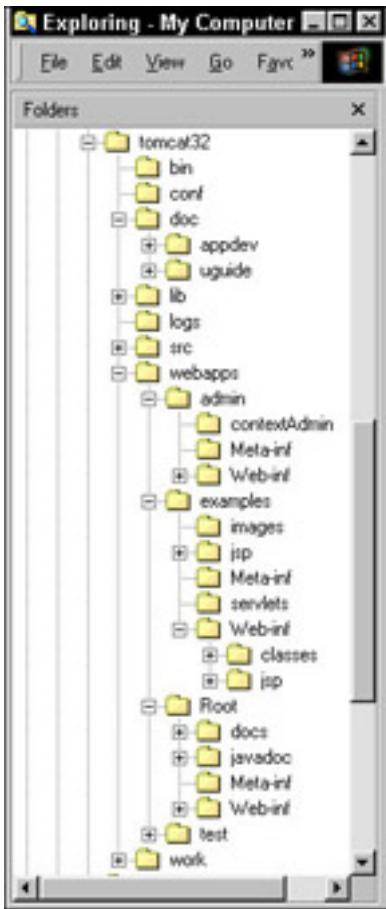 Exploring - My Computer
File Edit View Go Favc »
Folders
tomcat32
bin
conf
doc
appdev
uguide
lib
logs
src
webapps
admin
contextAdmin
Meta-inf
Web-inf
examples
images
jsp
Meta-inf
servlets
Web-inf
classes
jsp
Root
docs
javadoc
Meta-inf
Web-inf
test
work